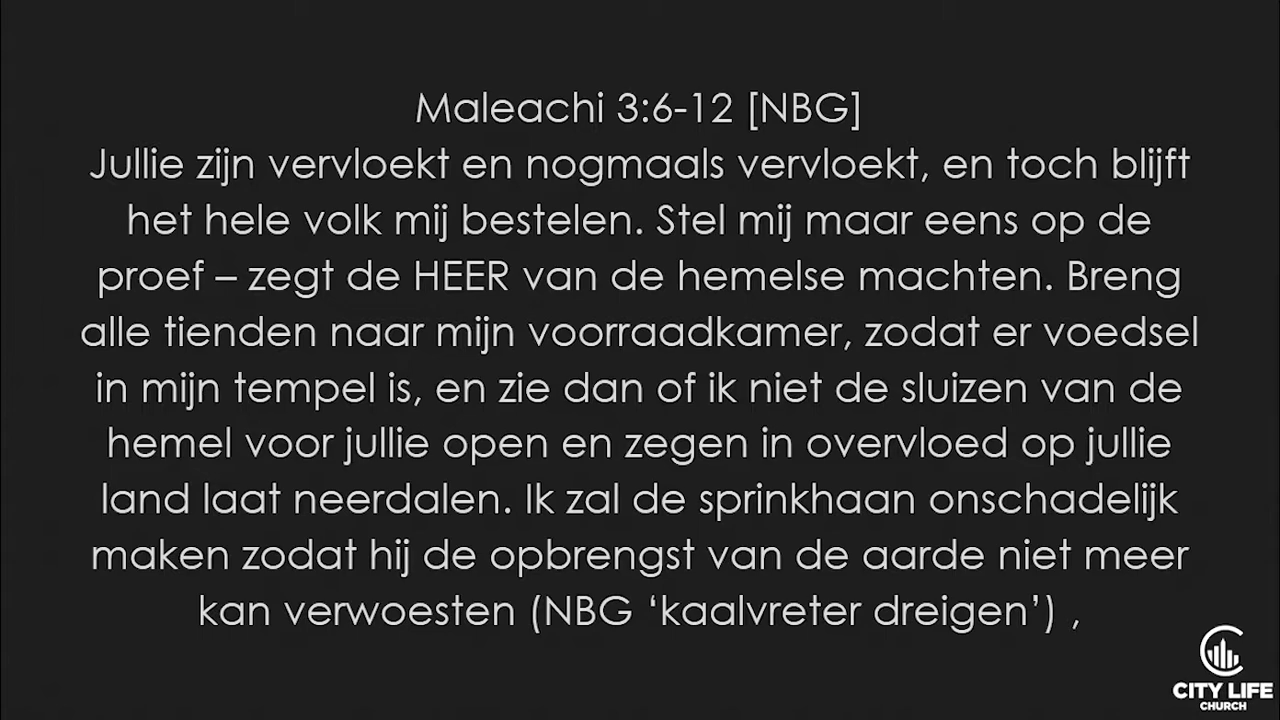 Maleachi 3:6-12 [NBG]
Jullie zijn vervloekt en nogmaals vervloekt, en toch blijft
het hele volk mij bestelen. Stel mij maar eens op de
proef – zegt de HEER van de hemelse machten. Breng
alle tienden naar mijn voorraadkamer, zodat er voedsel
in mijn tempel is, en zie dan of ik niet de sluizen van de
hemel voor jullie open en zegen in overvloed op jullie
land laat neerdalen. Ik zal de sprinkhaan onschadelijk
maken zodat hij de opbrengst van de aarde niet meer
kan verwoesten (NBG ‘kaalvreter dreigen’) ,
CITY LIFE
CHURCH